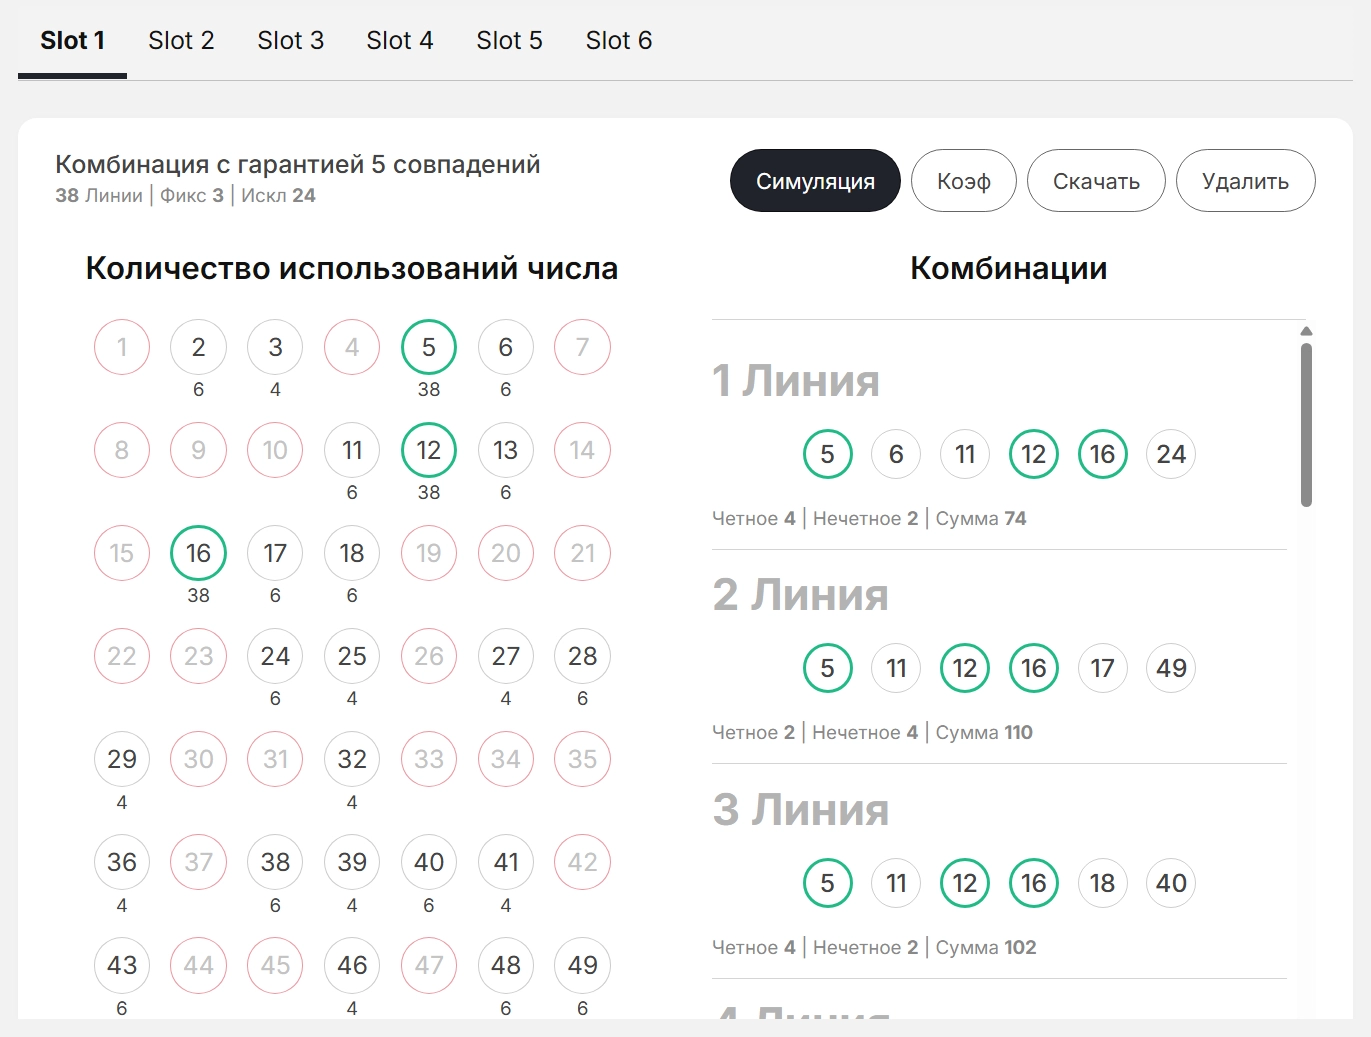 Slot 1 Slot 2 Slot 3 Slot 4 Slot 5 Slot 6
Комбинация с гарантией 5 совпадений
38 Линии | Фикс 3 | Искл 24
Симуляция Коэф Скачать Удалить
Количество использований числа
1 2 3 4 5 6 7
6 4 38 6
8 9 10 11 12 13 14
6 38 6
15 16 17 18 19 20 21
38 6 6
22 23 24 25 26 27 28
6 4 4 6
29 30 31 32 33 34 35
4 4
36 37 38 39 40 41 42
4 6 4 6 4
43 44 45 46 47 48 49
6 4 6 6
Комбинации
1 Линия
5 6 11 12 16 24
Четное 4 | Нечетное 2 | Сумма 74
2 Линия
5 11 12 16 17 49
Четное 2 | Нечетное 4 | Сумма 110
3 Линия
5 11 12 16 18 40
Четное 4 | Нечетное 2 | Сумма 102
4 Линия